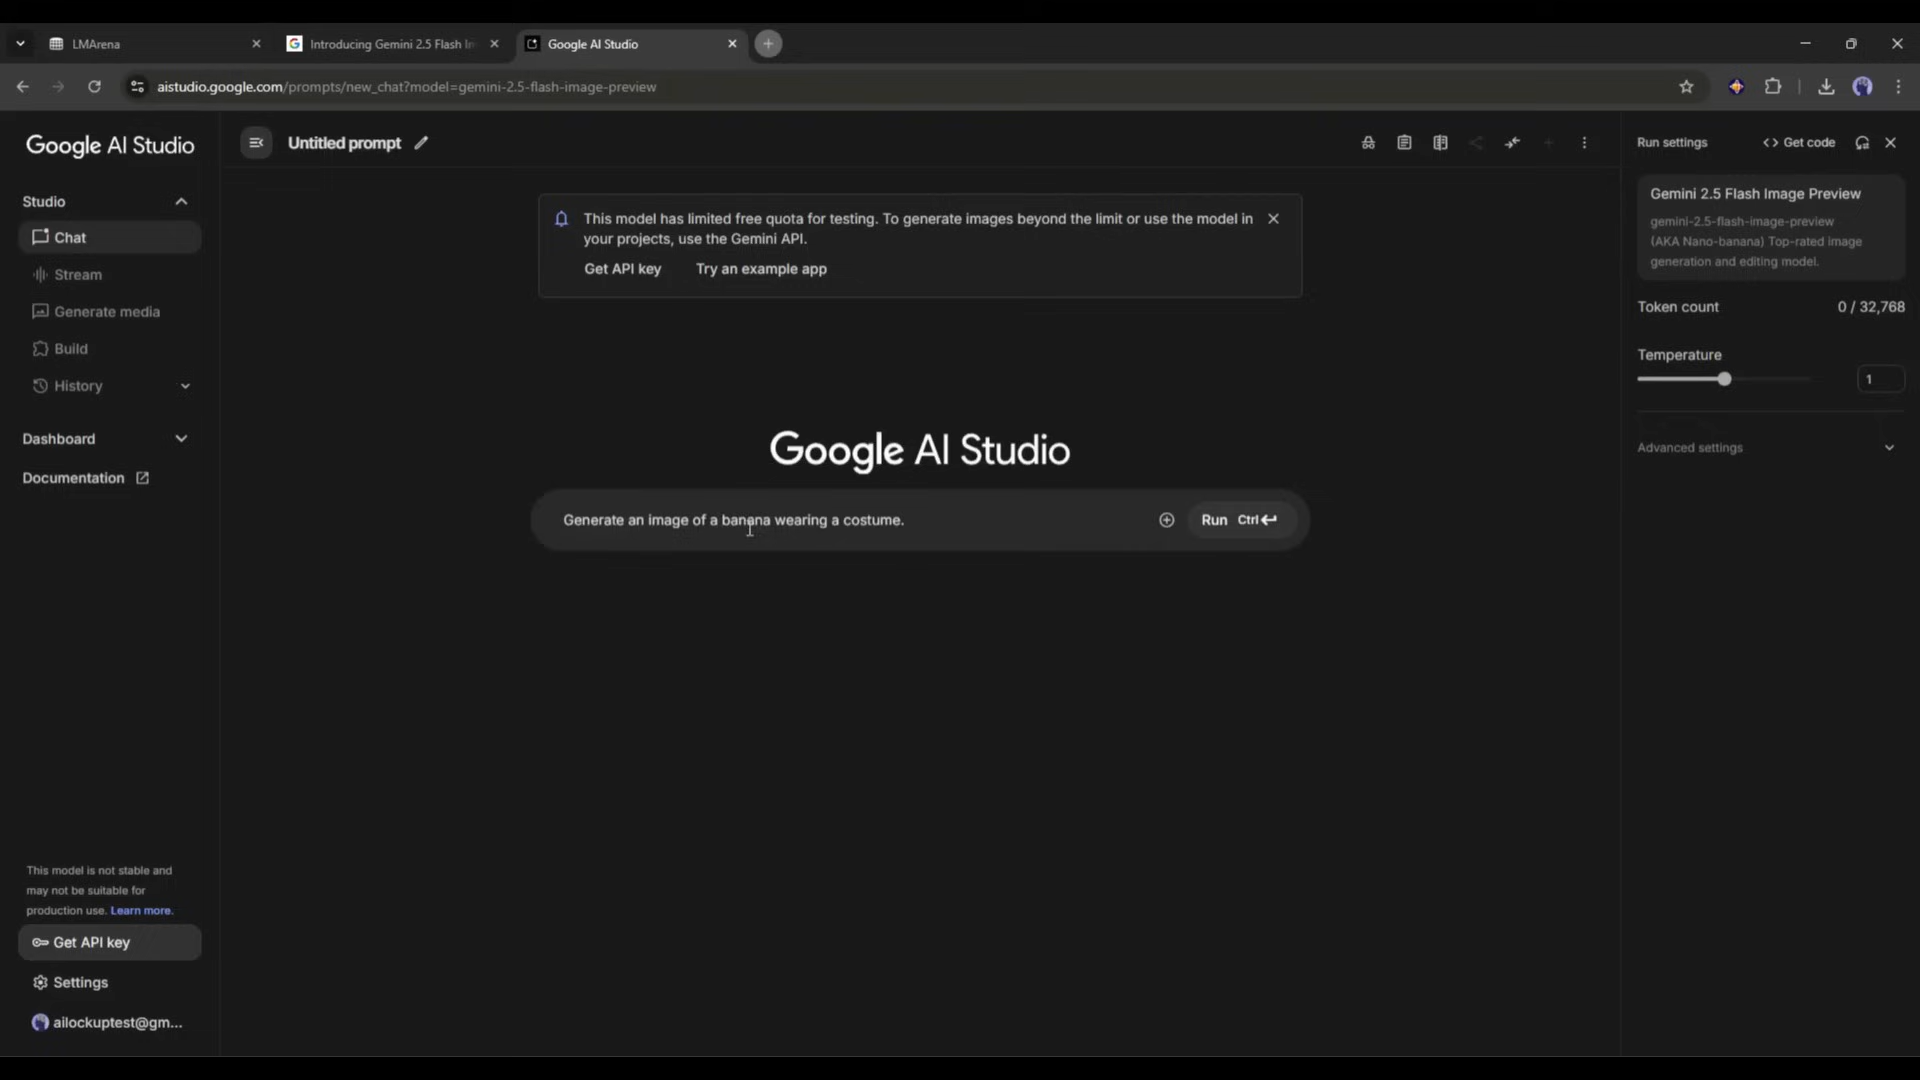 LMArena
Introducing Gemini 2.5 Flash Im
Google AI Studio
aistudio.google.com/prompts/new_chat?model=gemini-2.5-flash-image-preview
Google AI Studio
Studio
Chat
Stream
Generate media
Build
History
Dashboard
Documentation
This model is not stable and
may not be suitable for
production use. Learn more.
Get API key
Settings
ailockuptest@gm...
Untitled prompt
This model has limited free quota for testing. To generate images beyond the limit or use the model in
your projects, use the Gemini API.
Get API key Try an example app
Google AI Studio
Generate an image of a banana wearing a costume.
Run Ctrl
Run settings
<> Get code
Gemini 2.5 Flash Image Preview
gemini-2.5-flash-image-preview
(AKA Nano-banana) Top-rated image
generation and editing model.
Token count 0 / 32,768
Temperature
1
Advanced settings